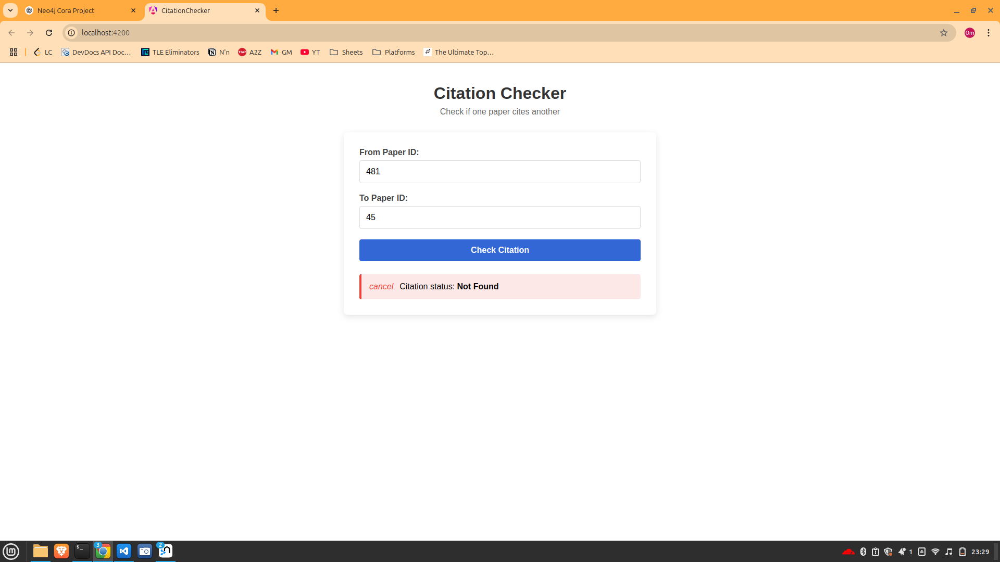 Neo4j Cora Project
CitationChecker
localhost:4200
Om
LC
DevDocs API Doc...
TLE Eliminators
N'n
TUF
A2Z
GM
YT
Sheets
Platforms
The Ultimate Top...
Citation Checker
Check if one paper cites another
From Paper ID:
481
To Paper ID:
45
Check Citation
cancel Citation status: Not Found
3
2
1
23:29